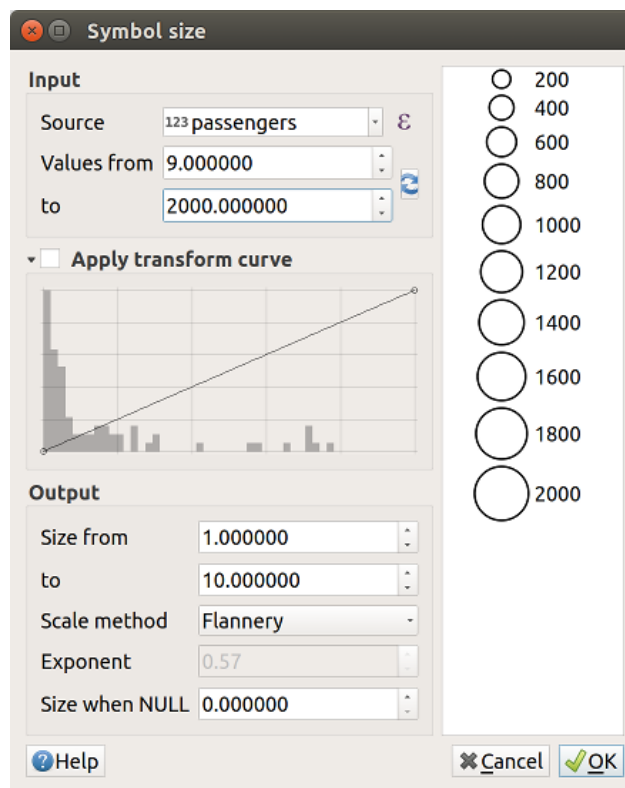 Symbol size
Input
Source 123 passengers ε
Values from 9.000000
to 2000.000000
Apply transform curve
Output
Size from 1.000000
to 10.000000
Scale method Flannery
Exponent 0.57
Size when NULL 0.000000
200
400
600
800
1000
1200
1400
1600
1800
2000
Help Cancel OK